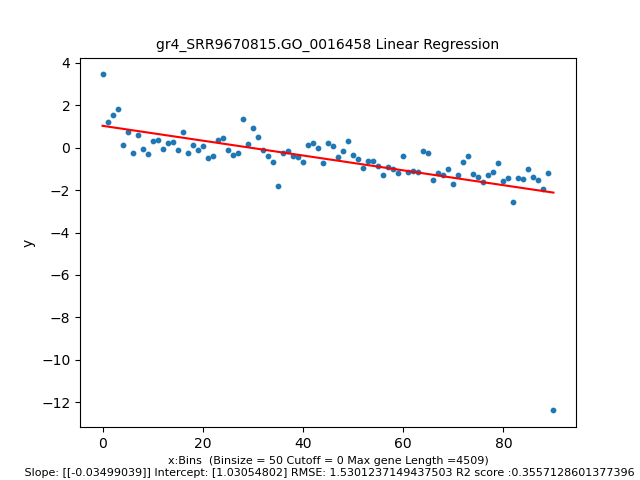 gr4_SRR9670815.GO_0016458 Linear Regression
4
2
0
−2
−4
−6
−8
−10
−12
y
0 20 40 60 80
x:Bins (Binsize = 50 Cutoff = 0 Max gene Length =4509)
Slope: [[-0.03499039]] Intercept: [1.03054802] RMSE: 1.5301237149437503 R2 score :0.3557128601377396